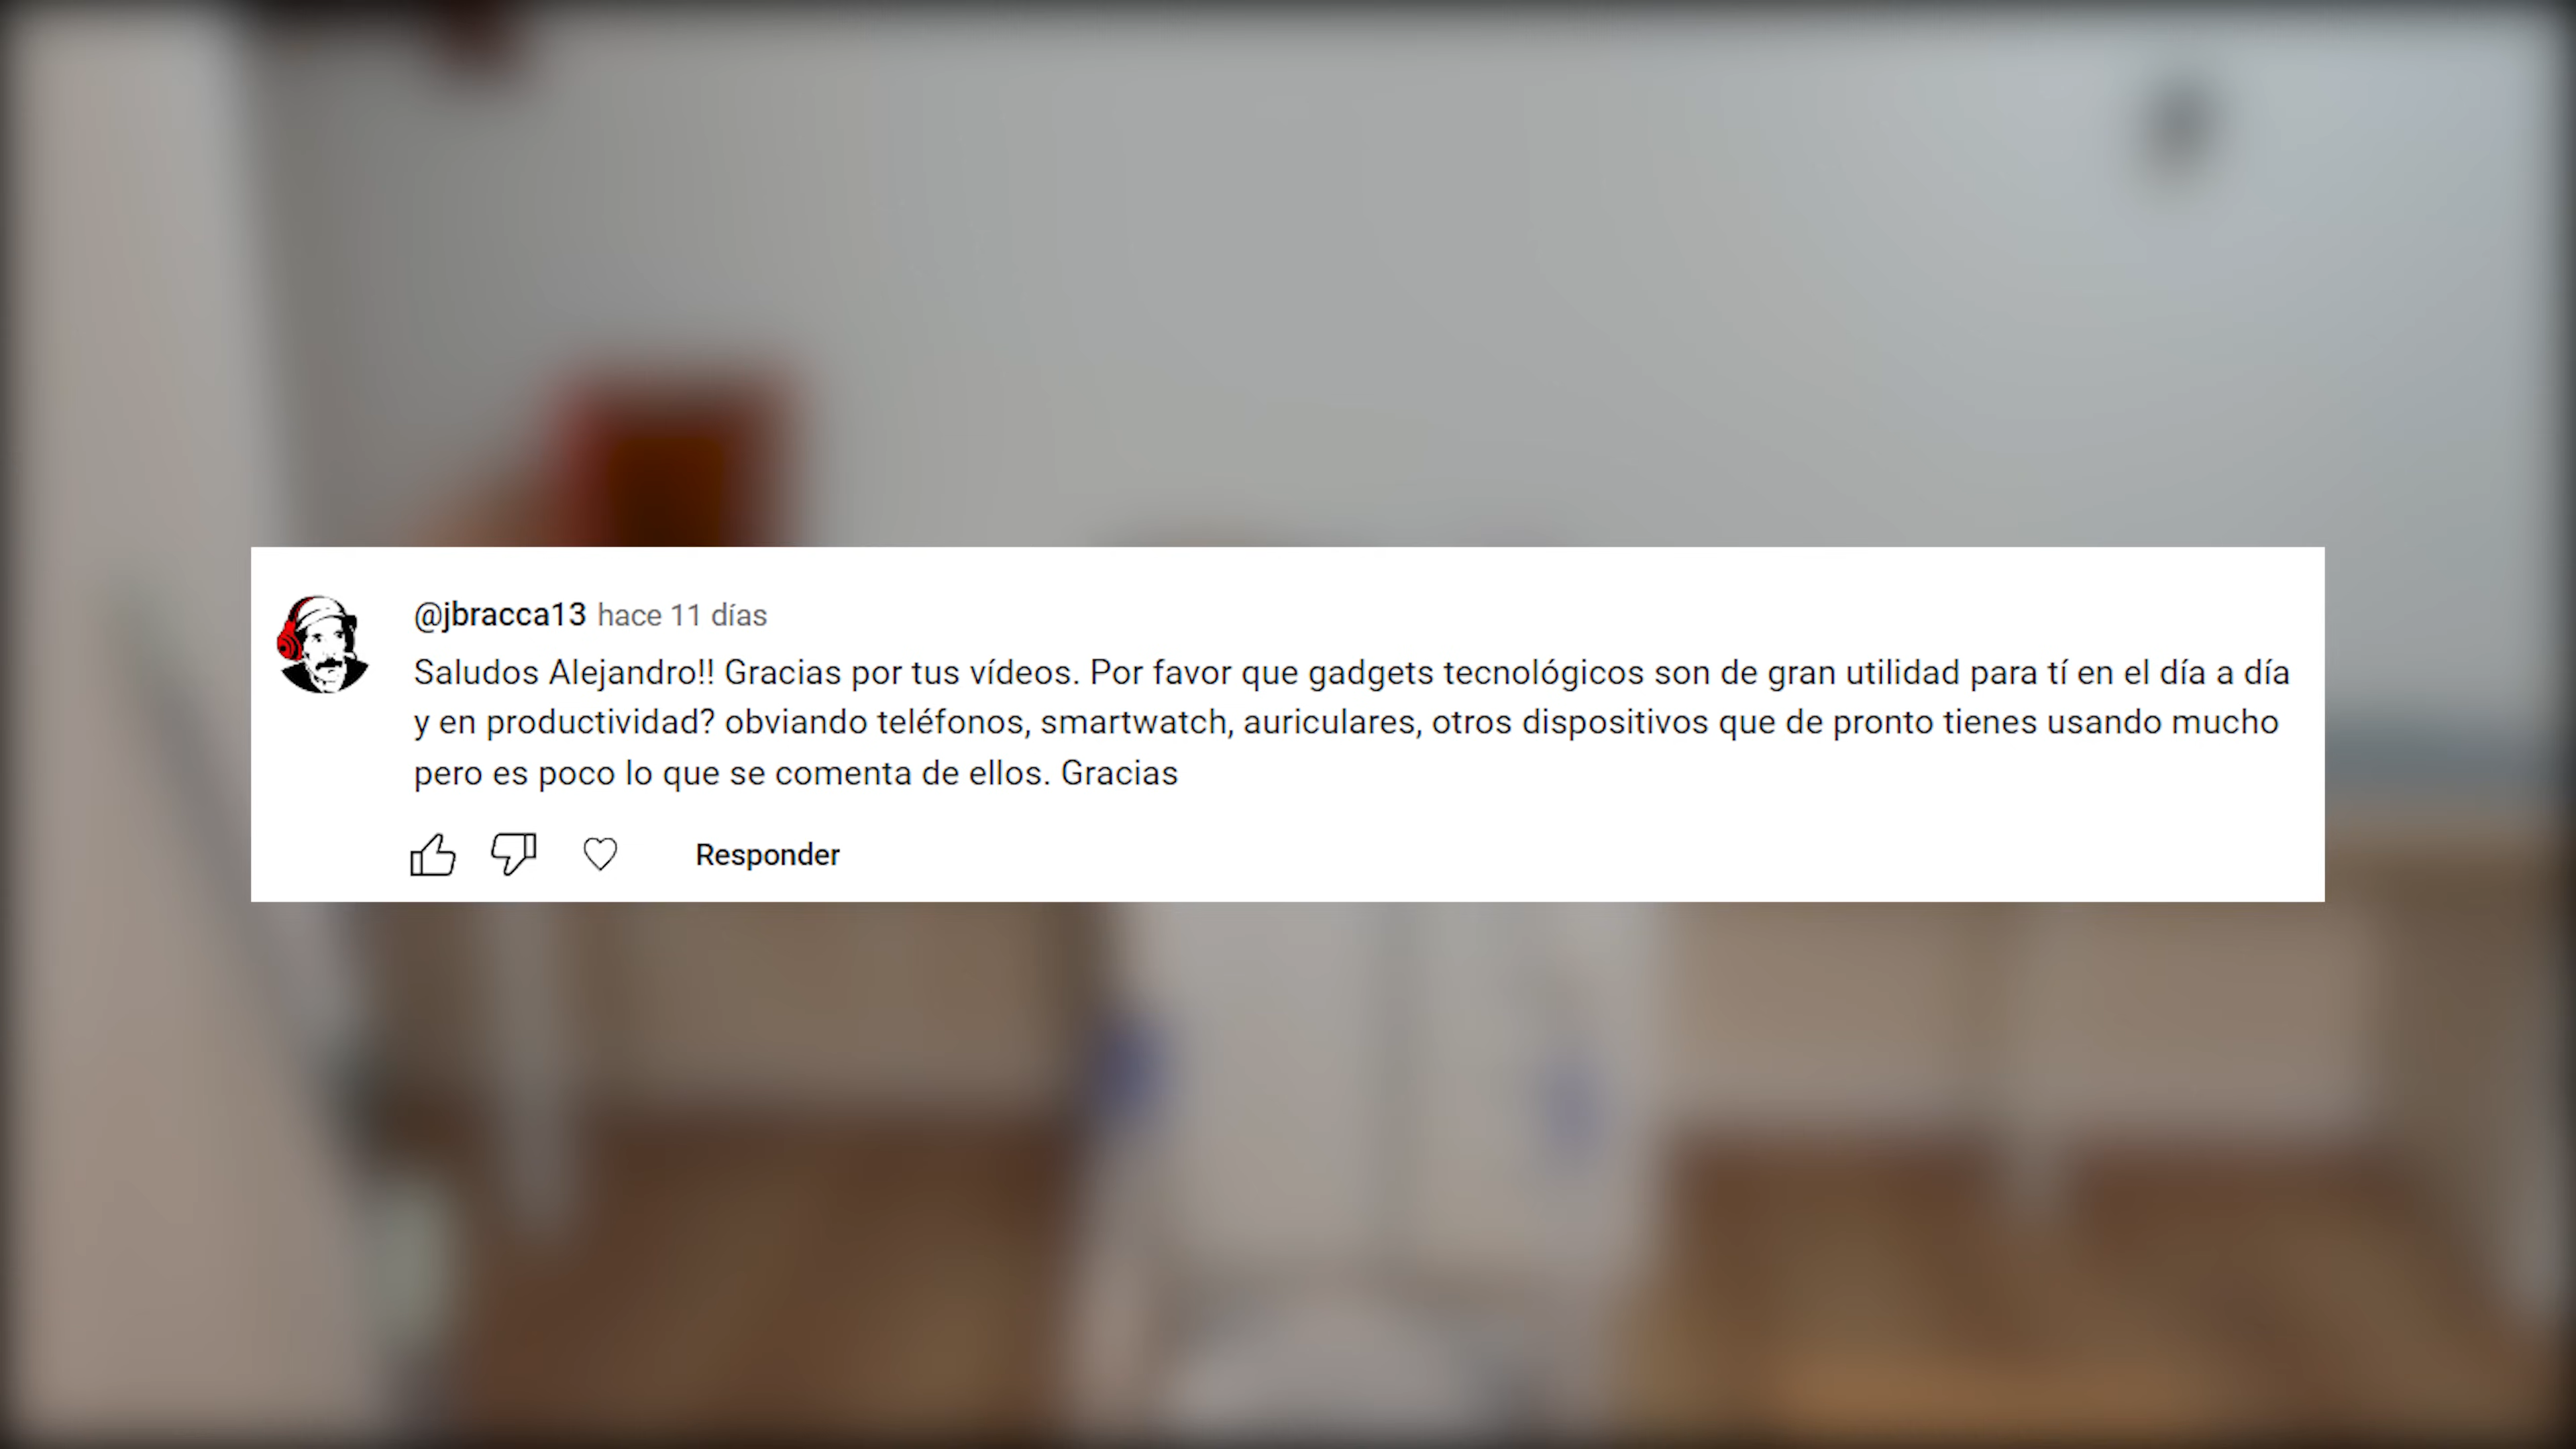 @jbracca13 hace 11 días
Saludos Alejandro!! Gracias por tus vídeos. Por favor que gadgets tecnológicos son de gran utilidad para tí en el día a día
y en productividad? obviando teléfonos, smartwatch, auriculares, otros dispositivos que de pronto tienes usando mucho
pero es poco lo que se comenta de ellos. Gracias
Responder